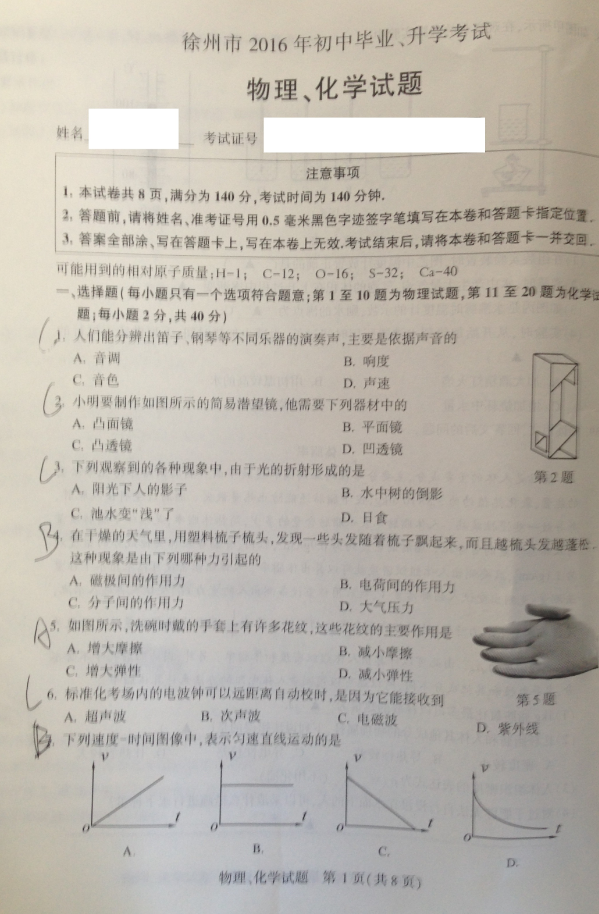 徐州市 2016 年初中毕业、升学考试
物理、化学试题
姓名
考试证号
注意事项
1. 本试卷共 8 页,满分为 140 分,考试时间为 140 分钟.
2. 答题前,请将姓名、准考证号用 0.5 毫米黑色字迹签字笔填写在本卷和答题卡指定位置.
3. 答案全部涂、写在答题卡上,写在本卷上无效.考试结束后,请将本卷和答题卡一并交回.
可能用到的相对原子质量:H-1; C-12; O-16; S-32; Ca-40
一、选择题(每小题只有一个选项符合题意;第 1 至 10 题为物理试题,第 11 至 20 题为化学试
题;每小题 2 分,共 40 分)
C 1. 人们能分辨出笛子、钢琴等不同乐器的演奏声,主要是依据声音的
A. 音调 B. 响度
C. 音色 D. 声速
2. 小明要制作如图所示的简易潜望镜,他需要下列器材中的
A. 凸面镜 B. 平面镜
C. 凸透镜 D. 凹透镜
第 2 题
C 3. 下列观察到的各种现象中,由于光的折射形成的是
A. 阳光下人的影子 B. 水中树的倒影
C. 池水变“浅”了 D. 日食
B 4. 在干燥的天气里,用塑料梳子梳头,发现一些头发随着梳子飘起来,而且越梳头发越蓬松.
这种现象是由下列哪种力引起的
A. 磁极间的作用力 B. 电荷间的作用力
C. 分子间的作用力 D. 大气压力
A 5. 如图所示,洗碗时戴的手套上有许多花纹,这些花纹的主要作用是
A. 增大摩擦 B. 减小摩擦
C. 增大弹性 D. 减小弹性
第 5 题
C 6. 标准化考场内的电波钟可以远距离自动校时,是因为它能接收到
A. 超声波 B. 次声波 C. 电磁波 D. 紫外线
B 下列速度-时间图像中,表示匀速直线运动的是
v v v v
o t o t o t o t
A. B. C. D.
物理、化学试题 第 1 页(共 8 页)